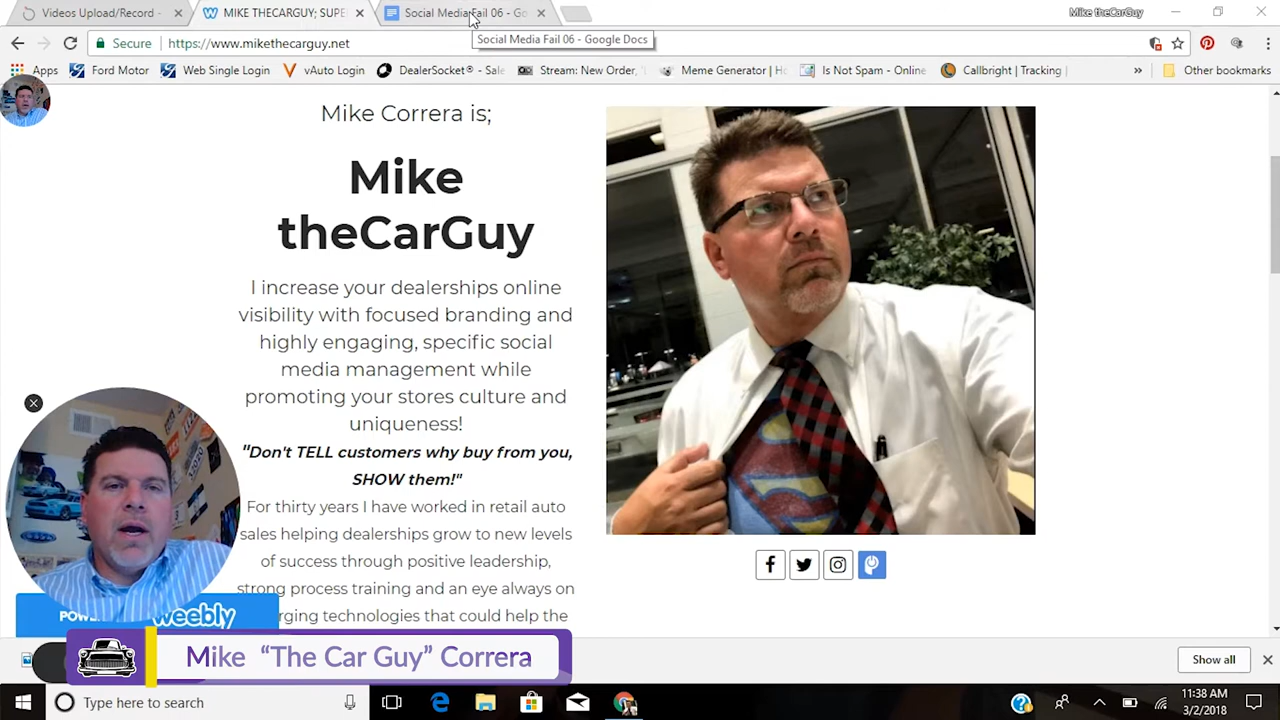 Videos Upload/Record -
MIKE THECARGUY; SUPE
Social Media Fail 06 - Go
Mike theCarGuy
Secure
https://www.mikethecarguy.net
Social Media Fail 06 - Google Docs
Apps
Ford Motor
Web Single Login
vAuto Login
DealerSocket® - Sale
Stream: New Order,
Meme Generator | H
Is Not Spam - Online
Callbright | Tracking
»
Other bookmarks
Mike Correra is;
Mike
theCarGuy
I increase your dealerships online
visibility with focused branding and
highly engaging, specific social
media management while
promoting your stores culture and
uniqueness!
"Don't TELL customers why buy from you,
SHOW them!"
For thirty years I have worked in retail auto
sales helping dealerships grow to new levels
of success through positive leadership,
strong process training and an eye always on
rging technologies that could help the
POWE
weebly
Mike “The Car Guy” Correra
Show all
Type here to search
11:38 AM
3/2/2018